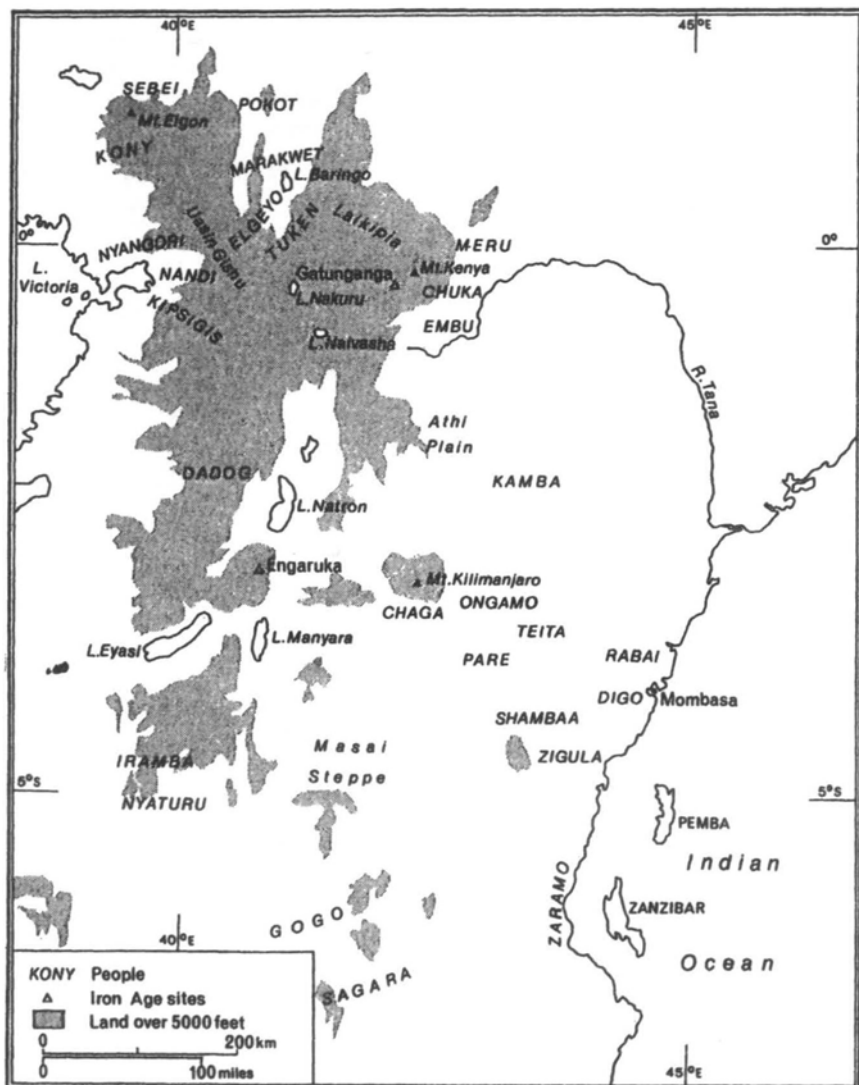 40°E
45°E
SEBEI
POKOT
Mt.Elgon
KONY
MARAKWET
L.Baringo
ELGEYO
TUKEN
Laikipia
Uasin Gishu
MERU
0°
0°
NYANGORI
L.
Victoria
NANDI
Gatunganga
Mt.Kenya
CHUKA
L.Nakuru
KIPSIGIS
EMBU
L.Naivasha
R.Tana
Athi
Plain
DADOG
KAMBA
L.Natron
Engaruka
Mt.Kilimanjaro
CHAGA
ONGAMO
TEITA
L.Eyasi
L.Manyara
PARE
RABAI
DIGO
Mombasa
SHAMBAA
Masai
Steppe
ZIGULA
IRAMBA
NYATURU
5°S
5°S
PEMBA
Indian
Ocean
ZARAMO
ZANZIBAR
GOGO
SAGARA
40°E
KONY People
Iron Age sites
Land over 5000 feet
0 200 km
0 100 miles
45°E